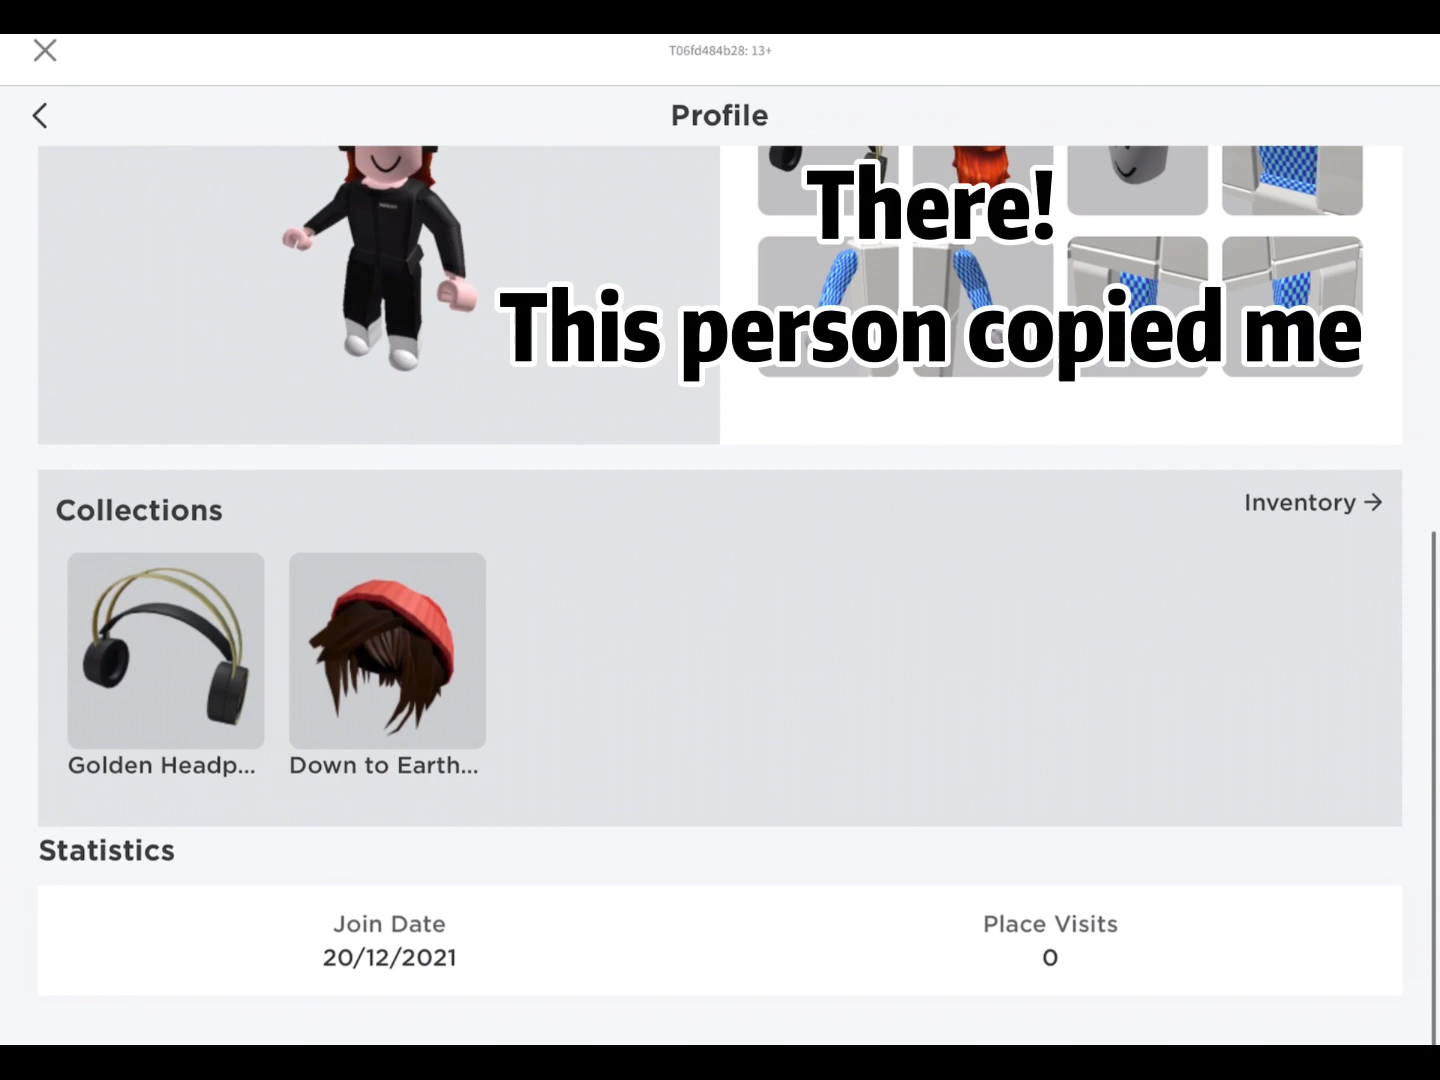 T06fd484b28: 13+
Profile
There!
This person copied me
Collections
Inventory →
Golden Headp...
Down to Earth...
Statistics
Join Date
20/12/2021
Place Visits
0